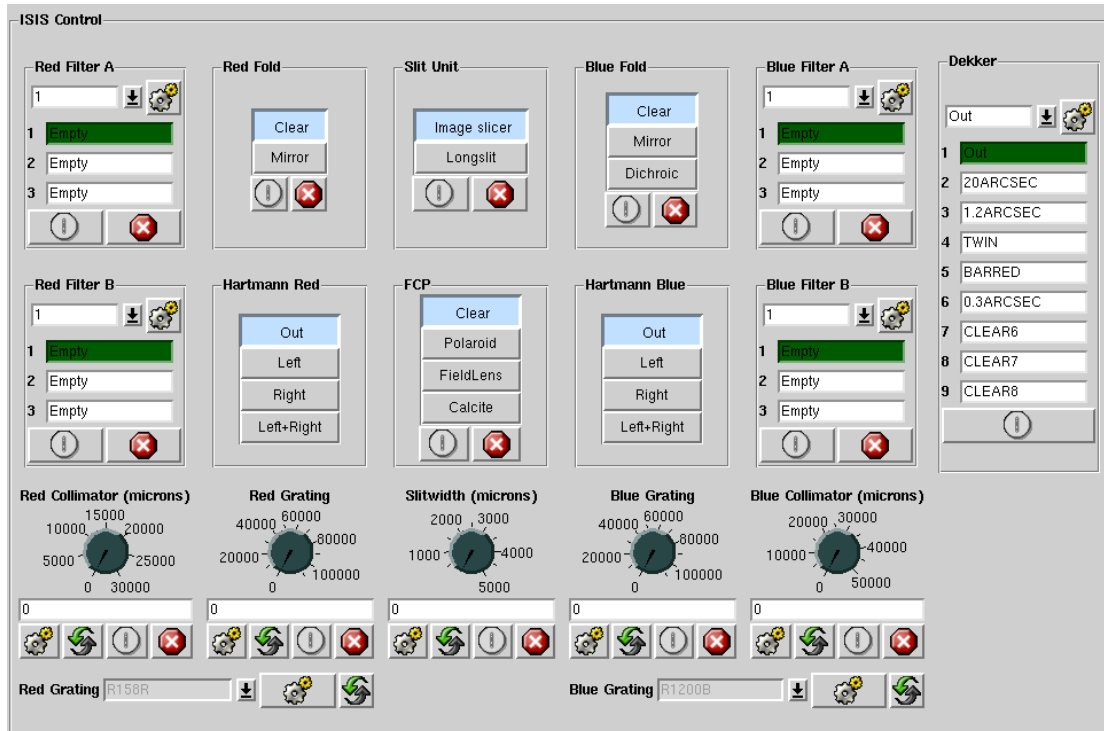 ISIS Control
Red Filter A
1
1 Empty
2 Empty
3 Empty
Red Fold
Clear
Mirror
Slit Unit
Image slicer
Longslit
Blue Fold
Clear
Mirror
Dichroic
Blue Filter A
1
1 Empty
2 Empty
3 Empty
Dekker
Out
1 Out
2 20ARCSEC
3 1.2ARCSEC
4 TWIN
5 BARRED
6 0.3ARCSEC
7 CLEAR6
8 CLEAR7
9 CLEAR8
Red Filter B
1
1 Empty
2 Empty
3 Empty
Hartmann Red
Out
Left
Right
Left+Right
FCP
Clear
Polaroid
FieldLens
Calcite
Hartmann Blue
Out
Left
Right
Left+Right
Blue Filter B
1
1 Empty
2 Empty
3 Empty
Red Collimator (microns)
0 5000 10000 15000 20000 25000 30000
0
Red Grating
0 20000 40000 60000 80000 100000
0
Slitwidth (microns)
1000 2000 3000 4000 5000
0
Blue Grating
0 20000 40000 60000 80000 100000
0
Blue Collimator (microns)
0 10000 20000 30000 40000 50000
0
Red Grating R158R
Blue Grating R1200B